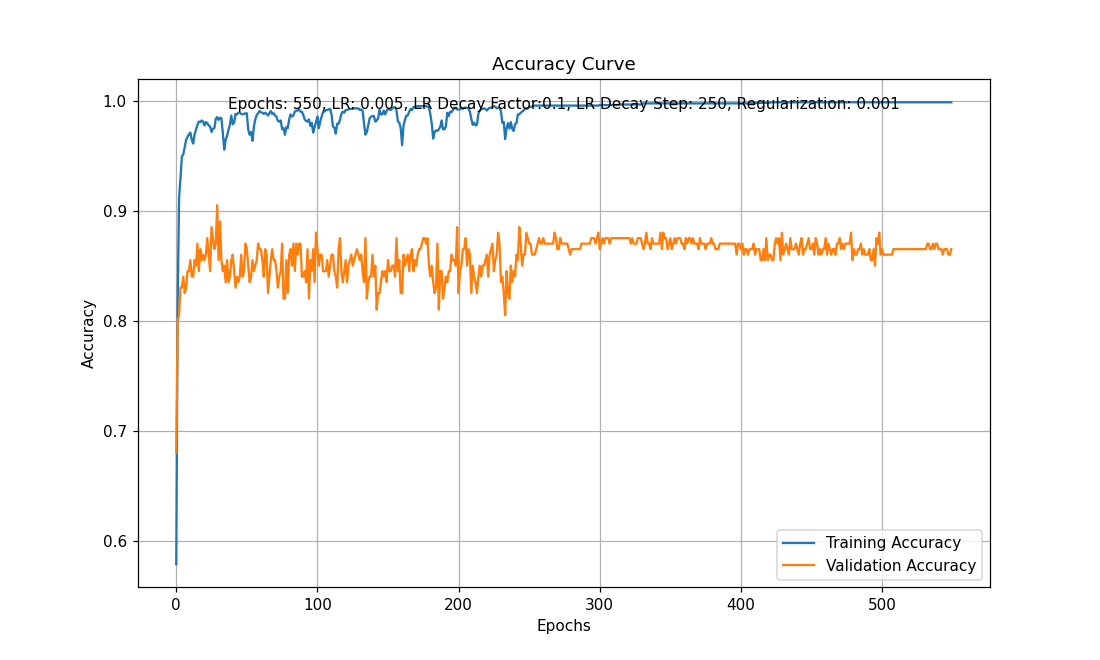 Accuracy Curve
Epochs: 550, LR: 0.005, LR Decay Factor:0.1, LR Decay Step: 250, Regularization: 0.001
1.0
0.9
0.8
0.7
0.6
Accuracy
Training Accuracy
Validation Accuracy
0 100 200 300 400 500
Epochs